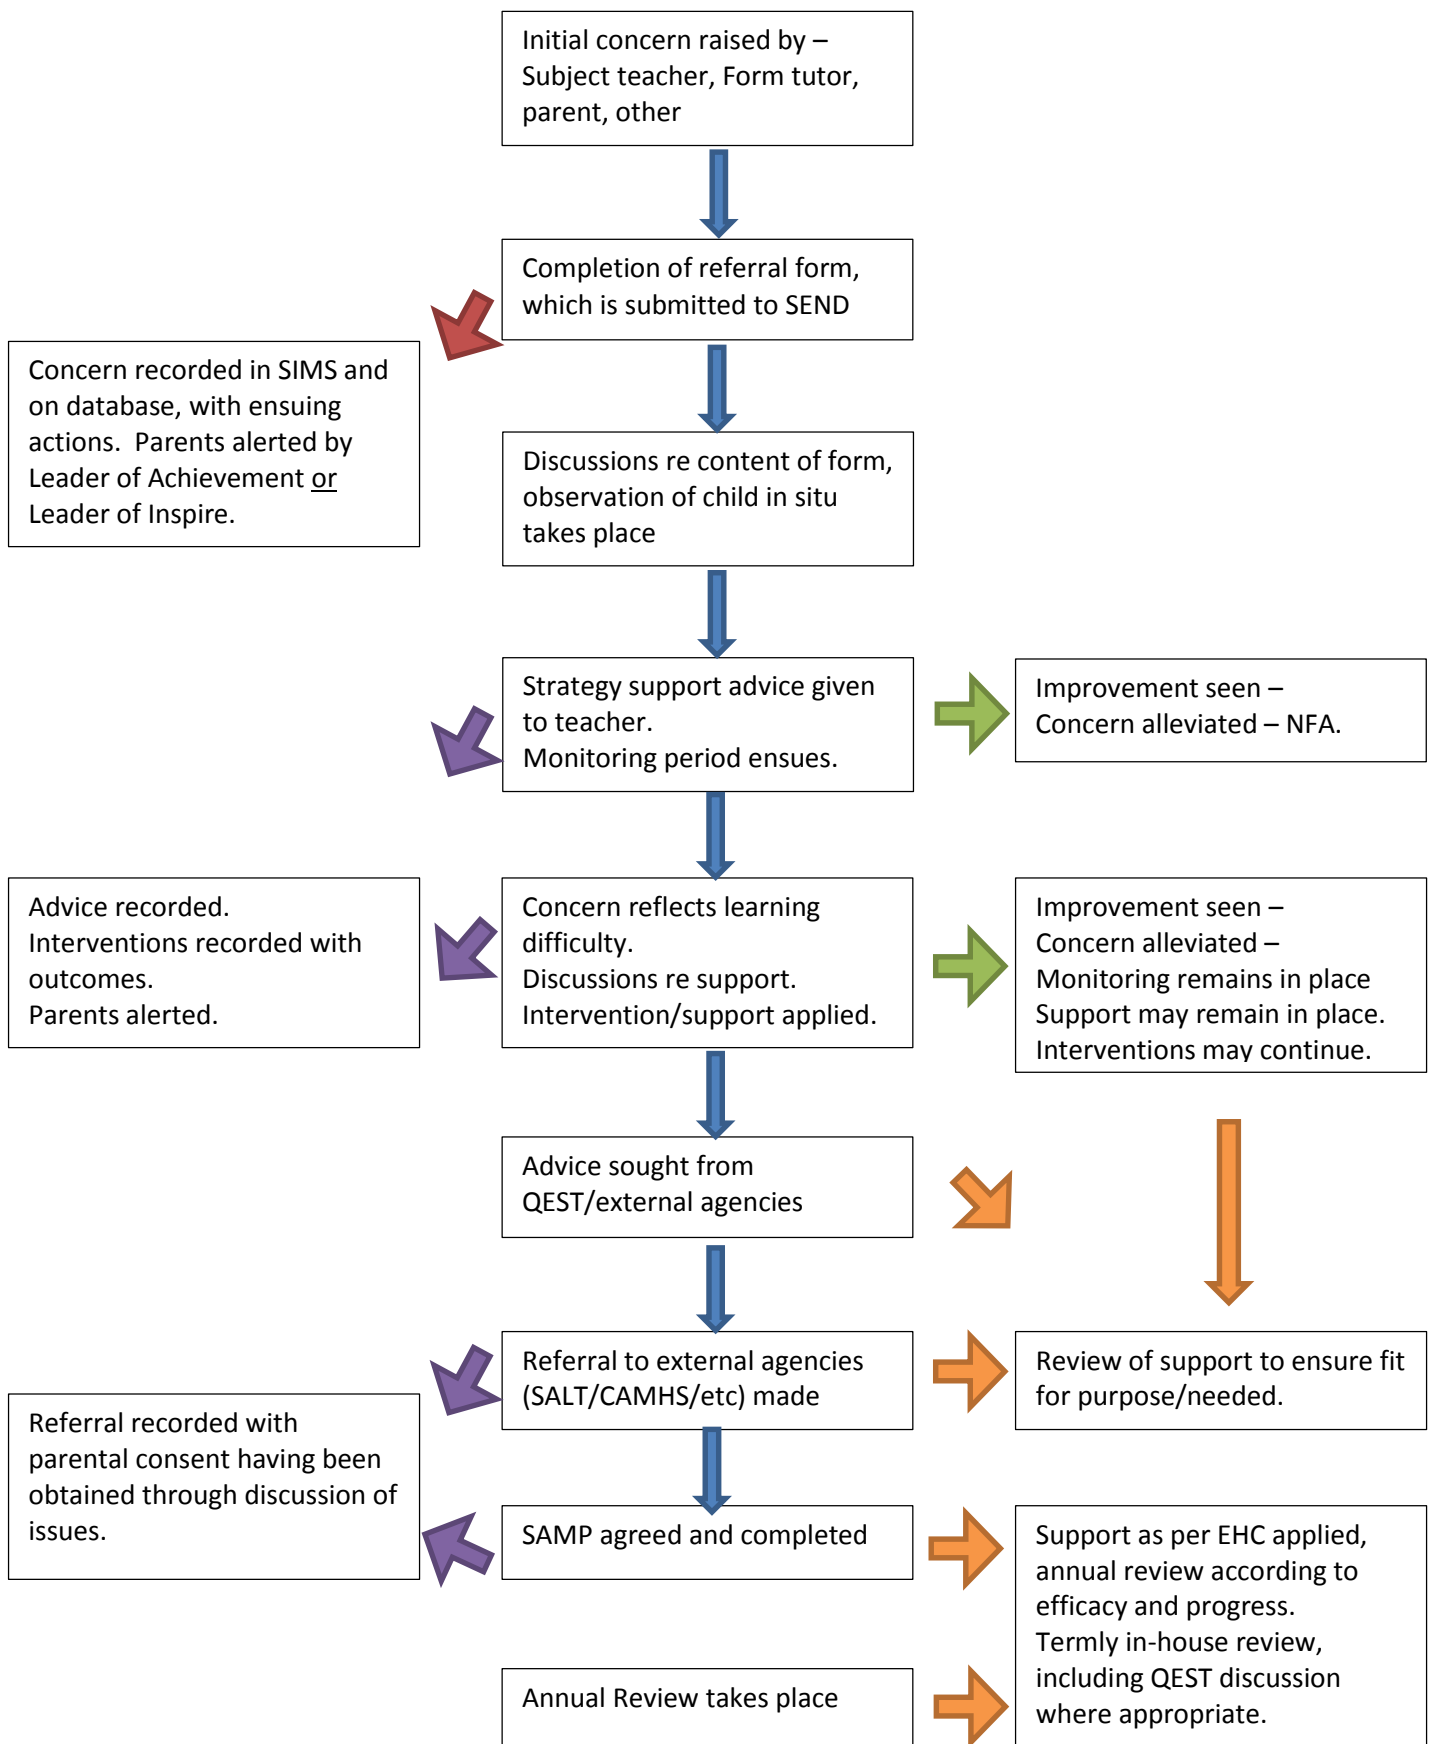 Initial concern raised by –
Subject teacher, Form tutor,
parent, other
Completion of referral form,
which is submitted to SEND
Concern recorded in SIMS and
on database, with ensuing
actions.  Parents alerted by
Leader of Achievement or
Leader of Inspire.
Discussions re content of form,
observation of child in situ
takes place
Strategy support advice given
to teacher.
Monitoring period ensues.
Improvement seen –
Concern alleviated – NFA.
Advice recorded.
Interventions recorded with
outcomes.
Parents alerted.
Concern reflects learning
difficulty.
Discussions re support.
Intervention/support applied.
Improvement seen –
Concern alleviated –
Monitoring remains in place
Support may remain in place.
Interventions may continue.
Advice sought from
QEST/external agencies
Referral to external agencies
(SALT/CAMHS/etc) made
Review of support to ensure fit
for purpose/needed.
Referral recorded with
parental consent having been
obtained through discussion of
issues.
SAMP agreed and completed
Support as per EHC applied,
annual review according to
efficacy and progress.
Termly in-house review,
including QEST discussion
where appropriate.
Annual Review takes place